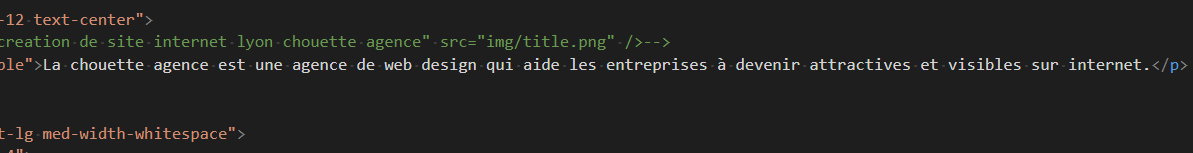 -12 text-center">
creation de site internet lyon chouette agence" src="img/title.png" />-->
ble">La chouette agence est une agence de web design qui aide les entreprises à devenir attractives et visibles sur internet.</p>
t-lg med-width-whitespace">